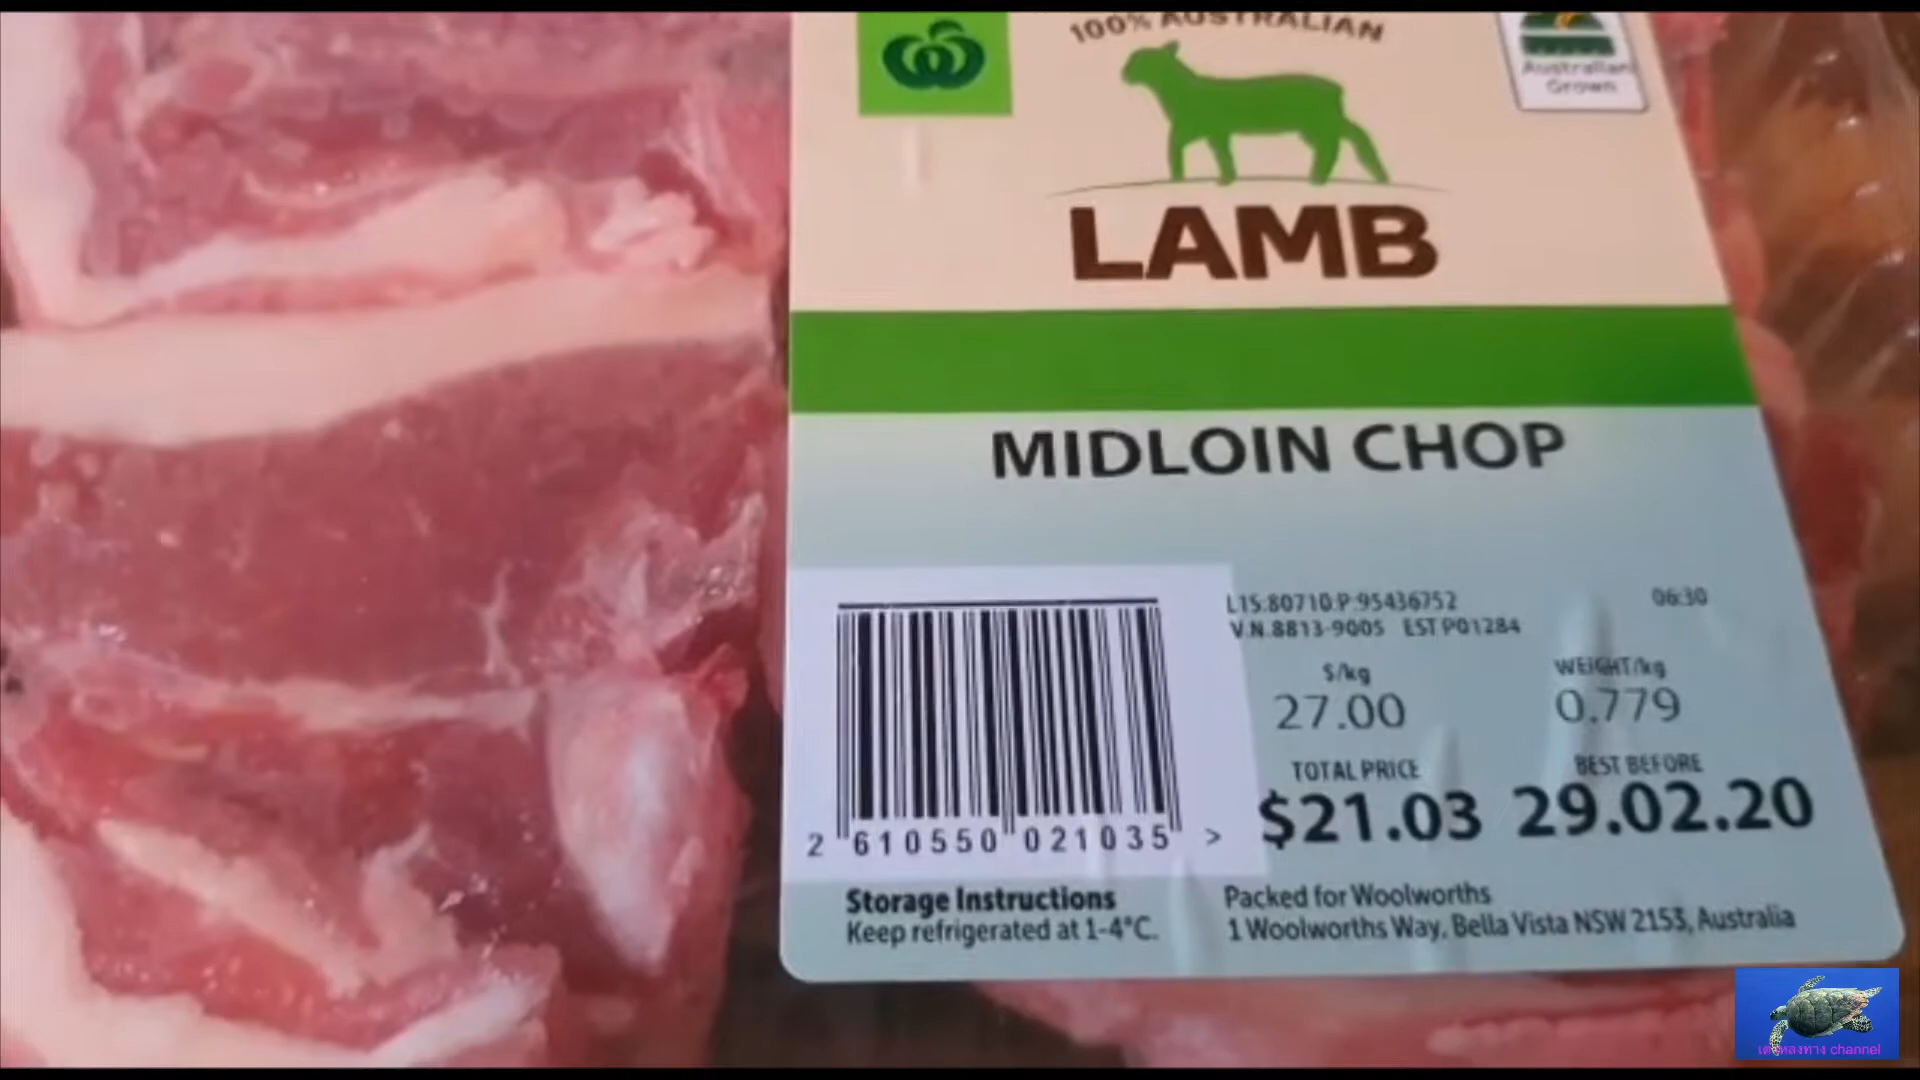 100% AUSTRALIAN
Australian
Grown
LAMB
MIDLOIN CHOP
L15:80710:P:95436752 06:30
V.N.8813-9005 EST P01284
$/kg WEIGHT/kg
27.00 0.779
TOTAL PRICE BEST BEFORE
$21.03 29.02.20
2 610550 021035 >
Storage Instructions
Keep refrigerated at 1-4°C.
Packed for Woolworths
1 Woolworths Way, Bella Vista NSW 2153, Australia
channel